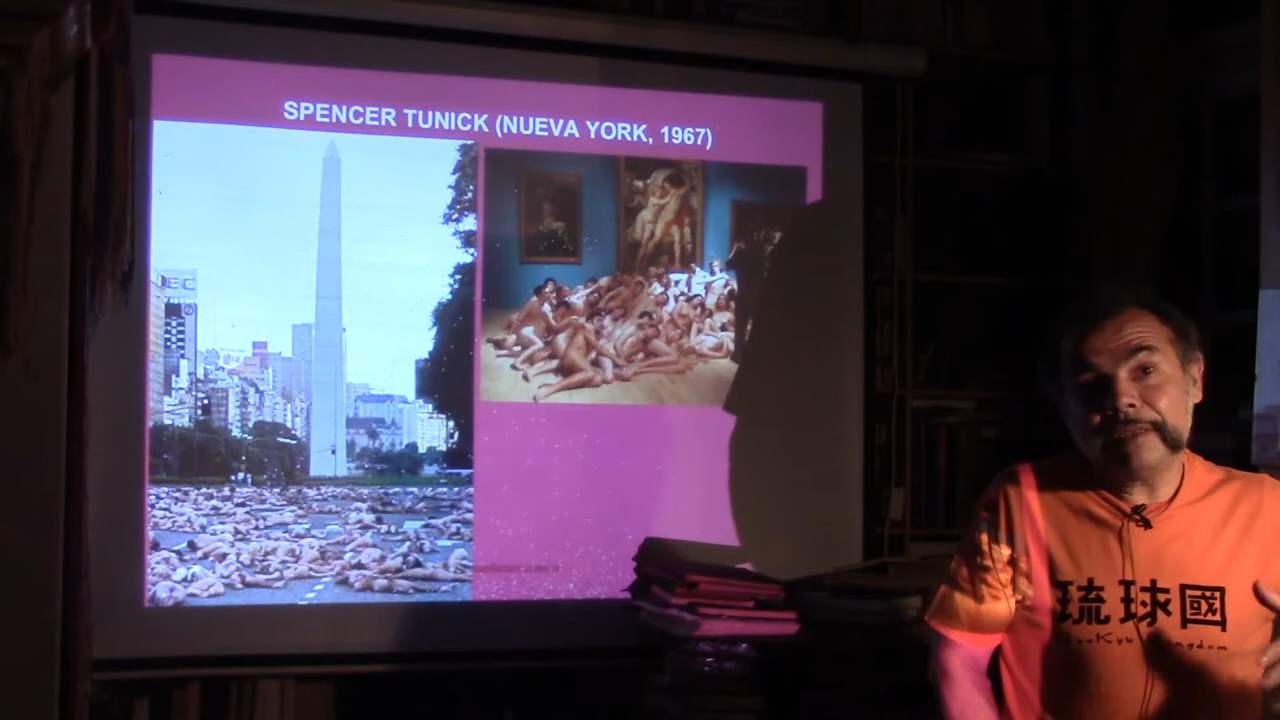 SPENCER TUNICK (NUEVA YORK, 1967)
琉球國